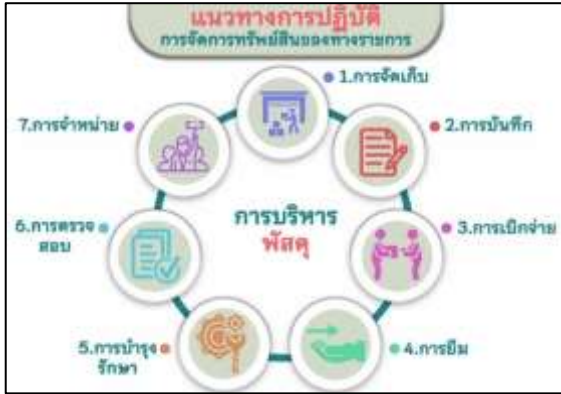 แนวทางการปฏิบัติ
การจัดการทรัพย์สินของทางราชการ
1.การจัดเก็บ
2.การบันทึก
3.การเบิกจ่าย
4.การยืม
5.การบำรุง
รักษา
6.การตรวจ
สอบ
7.การจำหน่าย
การบริหาร
พัสดุ